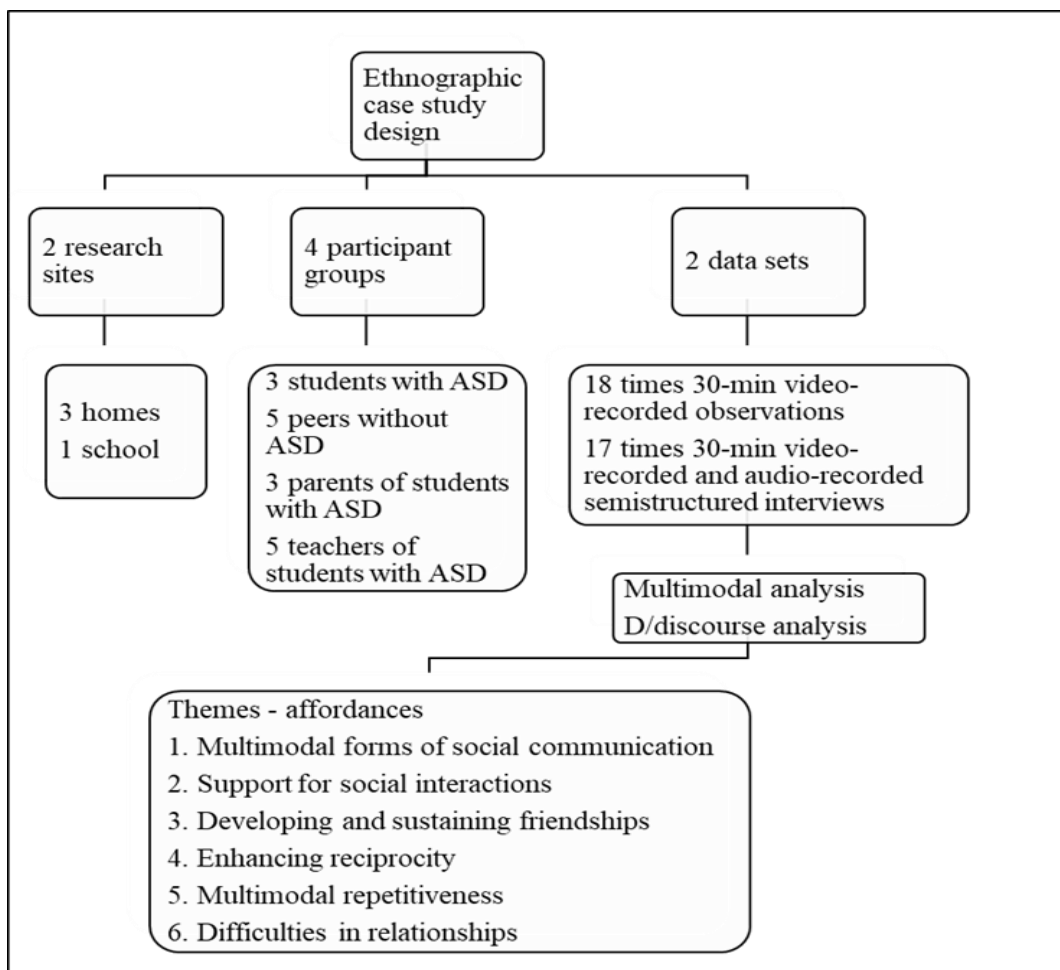 Ethnographic
case study
design
2 research
sites
4 participant
groups
2 data sets
3 homes
1 school
3 students with ASD
5 peers without
ASD
3 parents of students
with ASD
5 teachers of
students with ASD
18 times 30-min video-
recorded observations
17 times 30-min video-
recorded and audio-recorded
semistructured interviews
Multimodal analysis
D/discourse analysis
Themes - affordances
1. Multimodal forms of social communication
2. Support for social interactions
3. Developing and sustaining friendships
4. Enhancing reciprocity
5. Multimodal repetitiveness
6. Difficulties in relationships